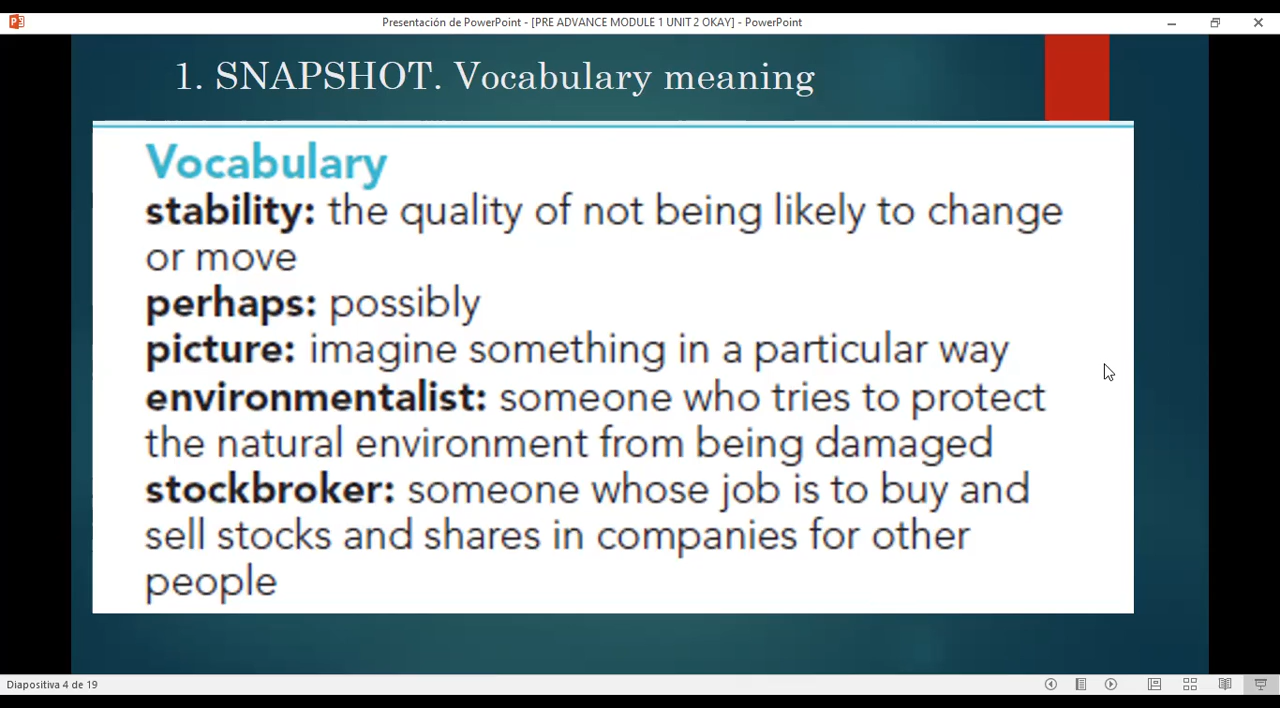 Presentación de PowerPoint - [PRE ADVANCE MODULE 1 UNIT 2 OKAY] - PowerPoint
1. SNAPSHOT. Vocabulary meaning
Vocabulary
stability: the quality of not being likely to change
or move
perhaps: possibly
picture: imagine something in a particular way
environmentalist: someone who tries to protect
the natural environment from being damaged
stockbroker: someone whose job is to buy and
sell stocks and shares in companies for other
people
Diapositiva 4 de 19